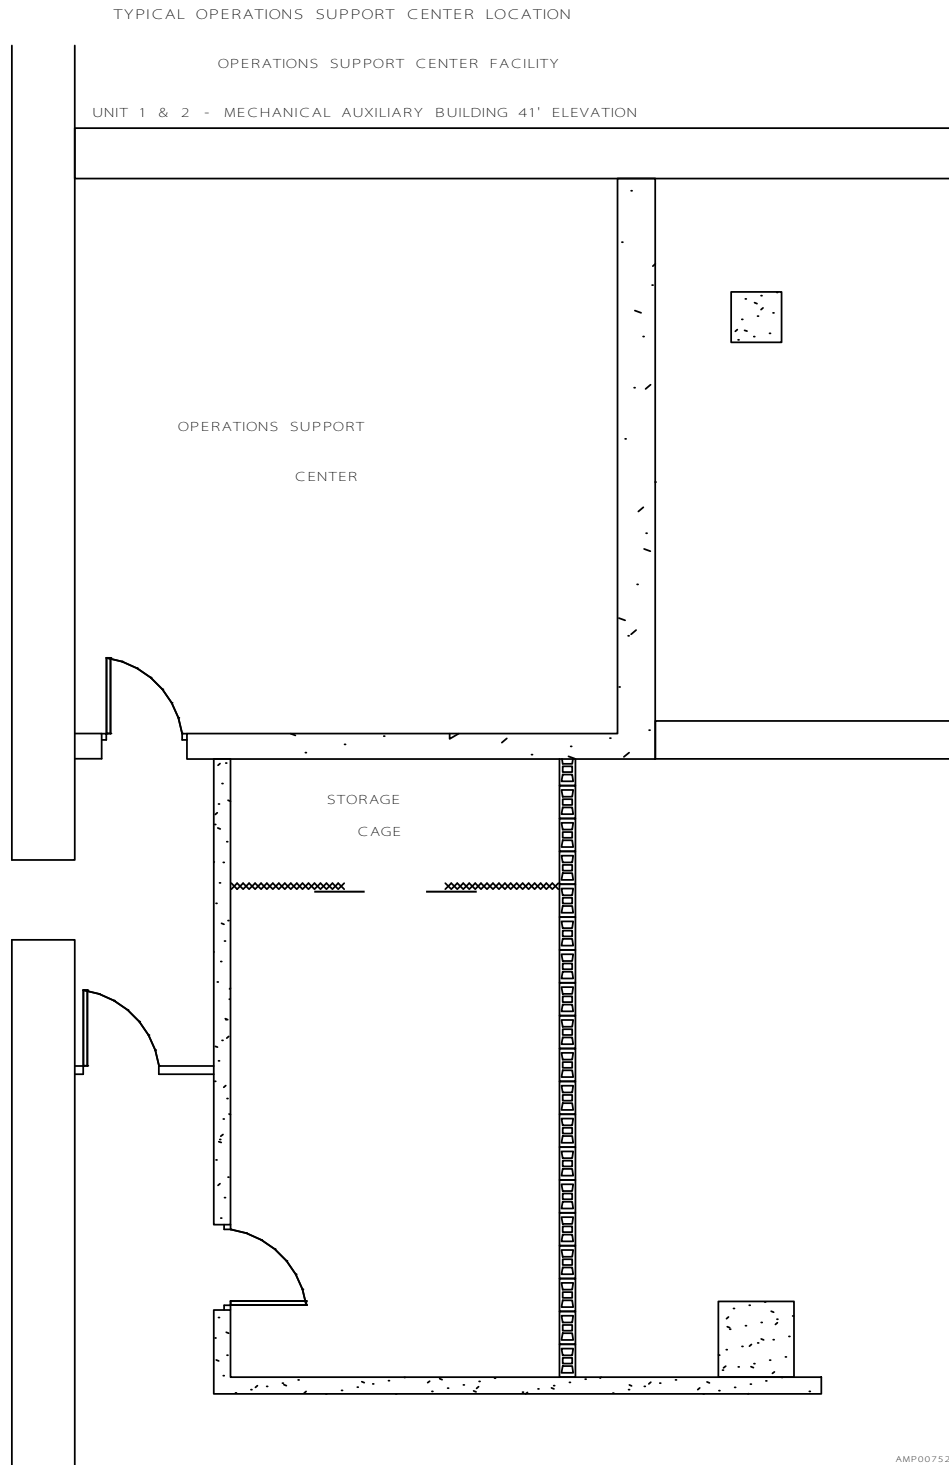 TYPICAL OPERATIONS SUPPORT CENTER LOCATION
OPERATIONS SUPPORT CENTER FACILITY
UNIT 1 & 2 - MECHANICAL AUXILIARY BUILDING 41' ELEVATION
OPERATIONS SUPPORT
CENTER
STORAGE
CAGE
AMP00752